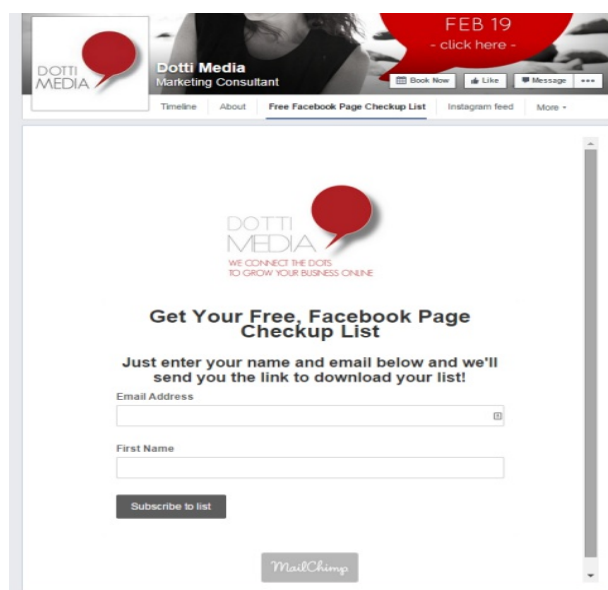 FEB 19
- click here -
DOTTI
MEDIA
Dotti Media
Marketing Consultant
Book Now Like Message
Timeline About Free Facebook Page Checkup List Instagram feed More
DOTTI
MEDIA
WE CONNECT THE DOTS
TO GROW YOUR BUSINESS ONLINE
Get Your Free, Facebook Page
Checkup List
Just enter your name and email below and we'll
send you the link to download your list!
Email Address
First Name
Subscribe to list
MailChimp